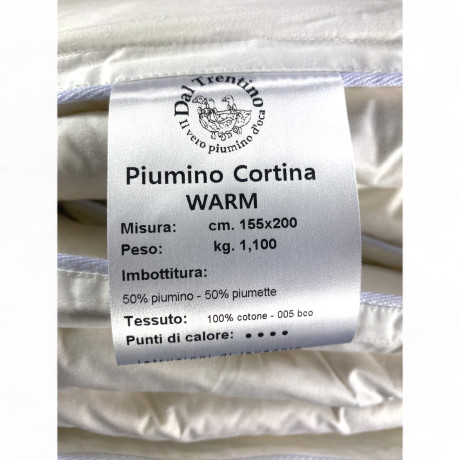 Dal Trentino
Il vero piumino d'oca
Piumino Cortina
WARM
Misura: cm. 155x200
Peso: kg. 1,100
Imbottitura:
50% piumino - 50% piumette
Tessuto: 100% cotone - 005 bco
Punti di calore: • • • •